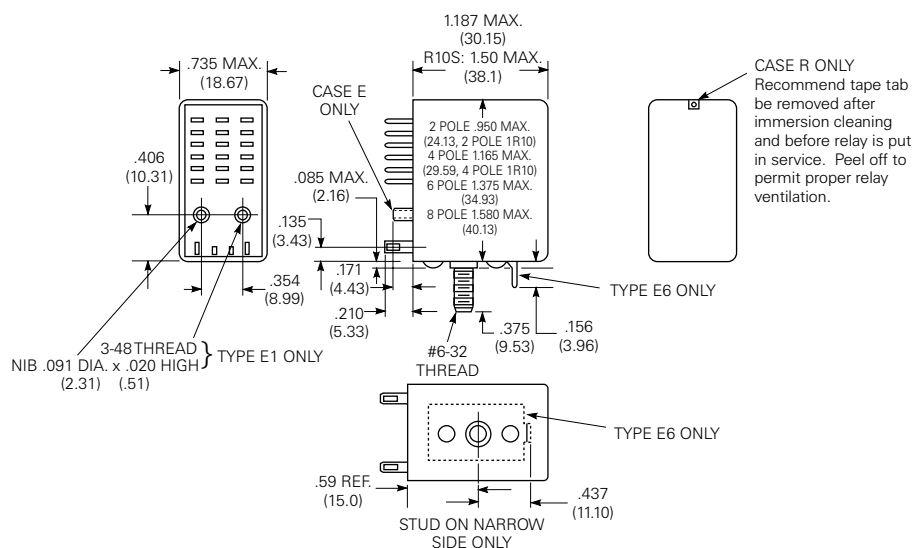 1.187 MAX.
(30.15)
R10S: 1.50 MAX.
(38.1)
.735 MAX.
(18.67)
CASE E
ONLY
CASE R ONLY
Recommend tape tab
be removed after
immersion cleaning
and before relay is put
in service. Peel off to
permit proper relay
ventilation.
2 POLE .950 MAX.
(24.13, 2 POLE 1R10)
4 POLE 1.165 MAX.
(29.59, 4 POLE 1R10)
6 POLE 1.375 MAX.
(34.93)
8 POLE 1.580 MAX.
(40.13)
.406
(10.31)
.085 MAX.
(2.16)
.135
(3.43)
.354
(8.99)
.171
(4.43)
.210
(5.33)
TYPE E6 ONLY
.375
(9.53)
.156
(3.96)
#6-32
THREAD
3-48 THREAD
NIB .091 DIA. x .020 HIGH
(2.31) (.51)
TYPE E1 ONLY
TYPE E6 ONLY
.59 REF.
(15.0)
.437
(11.10)
STUD ON NARROW
SIDE ONLY